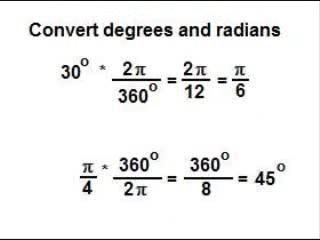 Convert degrees and radians
30° * 2π/360° = 2π/12 = π/6
π/4 * 360°/2π = 360°/8 = 45°